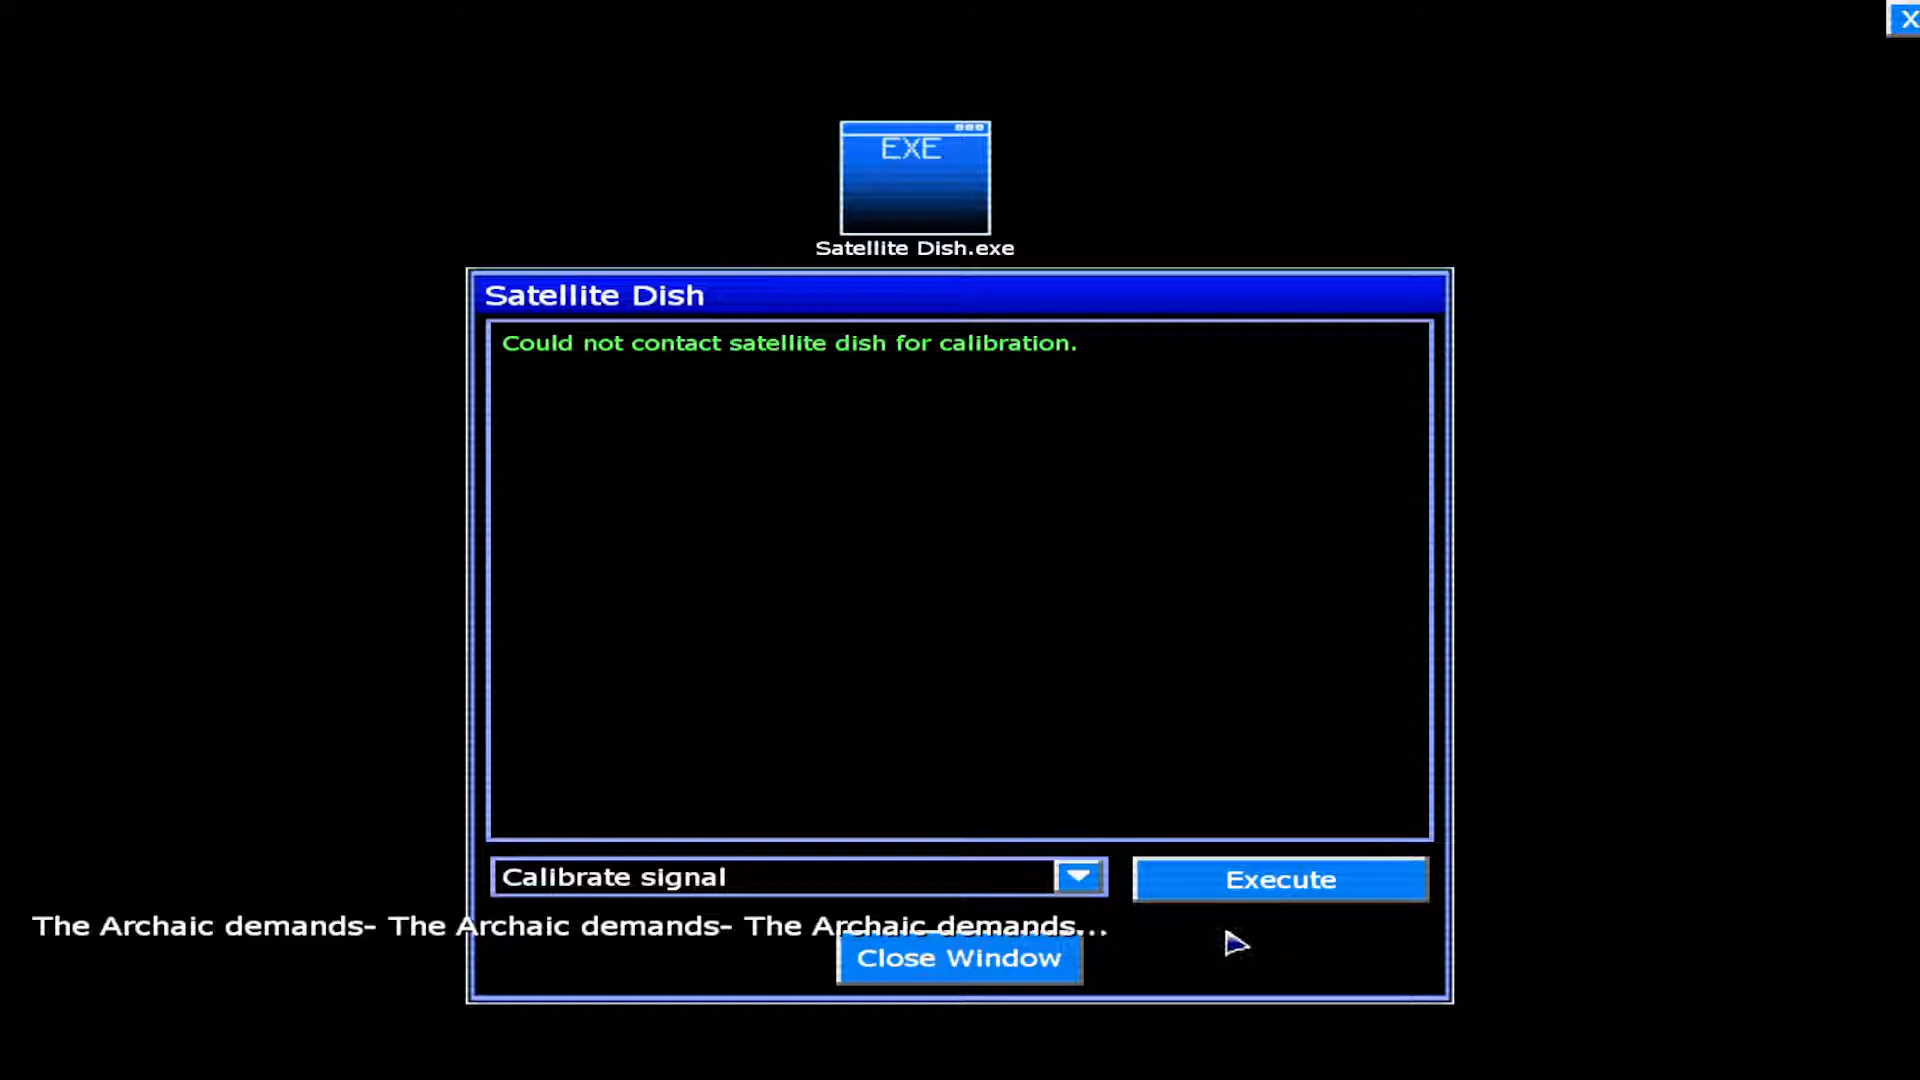 X
EXE
Satellite Dish.exe
Satellite Dish
Could not contact satellite dish for calibration.
Calibrate signal
Execute
The Archaic demands- The Archaic demands- The Archaic demands...
Close Window